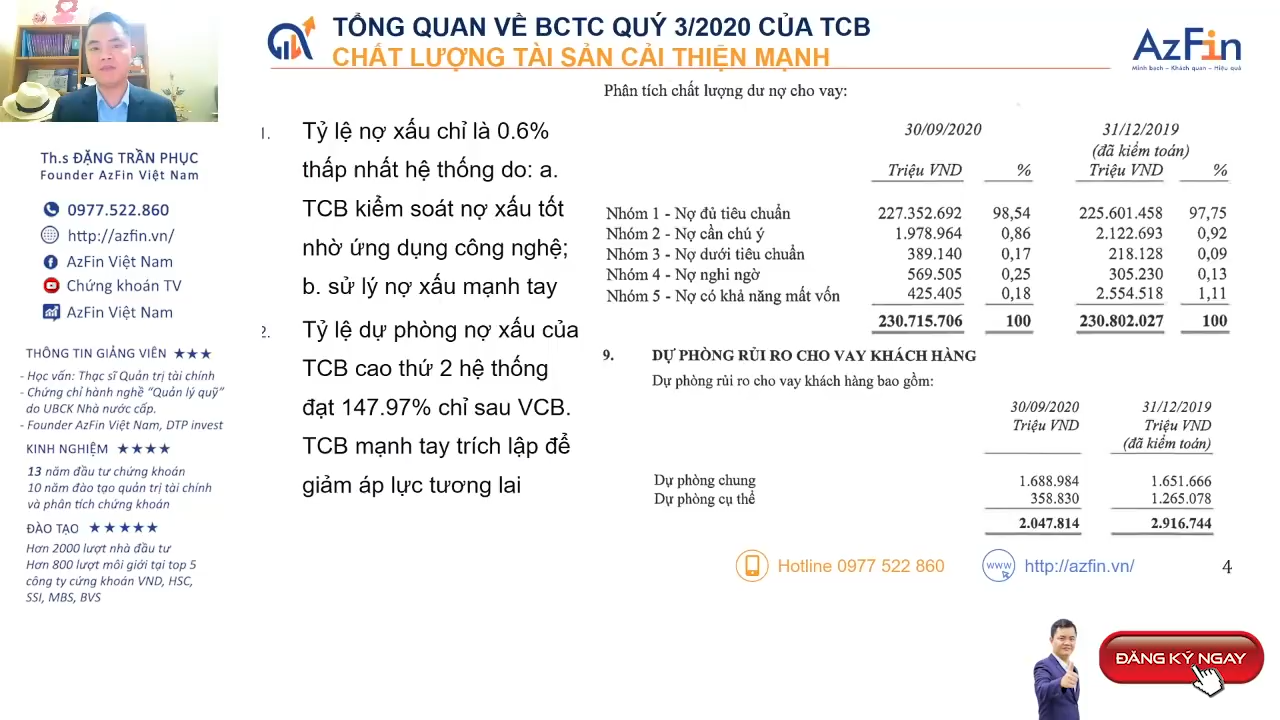 TỔNG QUAN VỀ BCTC QUÝ 3/2020 CỦA TCB
CHẤT LƯỢNG TÀI SẢN CẢI THIỆN MẠNH
AzFin
Minh bạch – Khách quan – Hiệu quả
Th.s ĐẶNG TRẦN PHỤC
Founder AzFin Việt Nam
0977.522.860
http://azfin.vn/
AzFin Việt Nam
Chứng khoán TV
AzFin Việt Nam
THÔNG TIN GIẢNG VIÊN ★★★
- Học vấn: Thạc sĩ Quản trị tài chính
- Chứng chỉ hành nghề “Quản lý quỹ”
do UBCK Nhà nước cấp.
- Founder AzFin Việt Nam, DTP invest
KINH NGHIỆM ★★★★
13 năm đầu tư chứng khoán
10 năm đào tạo quản trị tài chính
và phân tích chứng khoán
ĐÀO TẠO ★★★★★
Hơn 2000 lượt nhà đầu tư
Hơn 800 lượt môi giới tại top 5
công ty cứng khoán VND, HSC,
SSI, MBS, BVS
1. Tỷ lệ nợ xấu chỉ là 0.6%
thấp nhất hệ thống do: a.
TCB kiểm soát nợ xấu tốt
nhờ ứng dụng công nghệ;
b. sử lý nợ xấu mạnh tay
2. Tỷ lệ dự phòng nợ xấu của
TCB cao thứ 2 hệ thống
đạt 147.97% chỉ sau VCB.
TCB mạnh tay trích lập để
giảm áp lực tương lai
Phân tích chất lượng dư nợ cho vay:
30/09/2020 31/12/2019
(đã kiểm toán)
Triệu VND % Triệu VND %
Nhóm 1 - Nợ đủ tiêu chuẩn 227.352.692 98,54 225.601.458 97,75
Nhóm 2 - Nợ cần chú ý 1.978.964 0,86 2.122.693 0,92
Nhóm 3 - Nợ dưới tiêu chuẩn 389.140 0,17 218.128 0,09
Nhóm 4 - Nợ nghi ngờ 569.505 0,25 305.230 0,13
Nhóm 5 - Nợ có khả năng mất vốn 425.405 0,18 2.554.518 1,11
230.715.706 100 230.802.027 100
9. DỰ PHÒNG RỦI RO CHO VAY KHÁCH HÀNG
Dự phòng rủi ro cho vay khách hàng bao gồm:
30/09/2020 31/12/2019
Triệu VND Triệu VND
(đã kiểm toán)
Dự phòng chung 1.688.984 1.651.666
Dự phòng cụ thể 358.830 1.265.078
2.047.814 2.916.744
Hotline 0977 522 860
www http://azfin.vn/
4
ĐĂNG KÝ NGAY